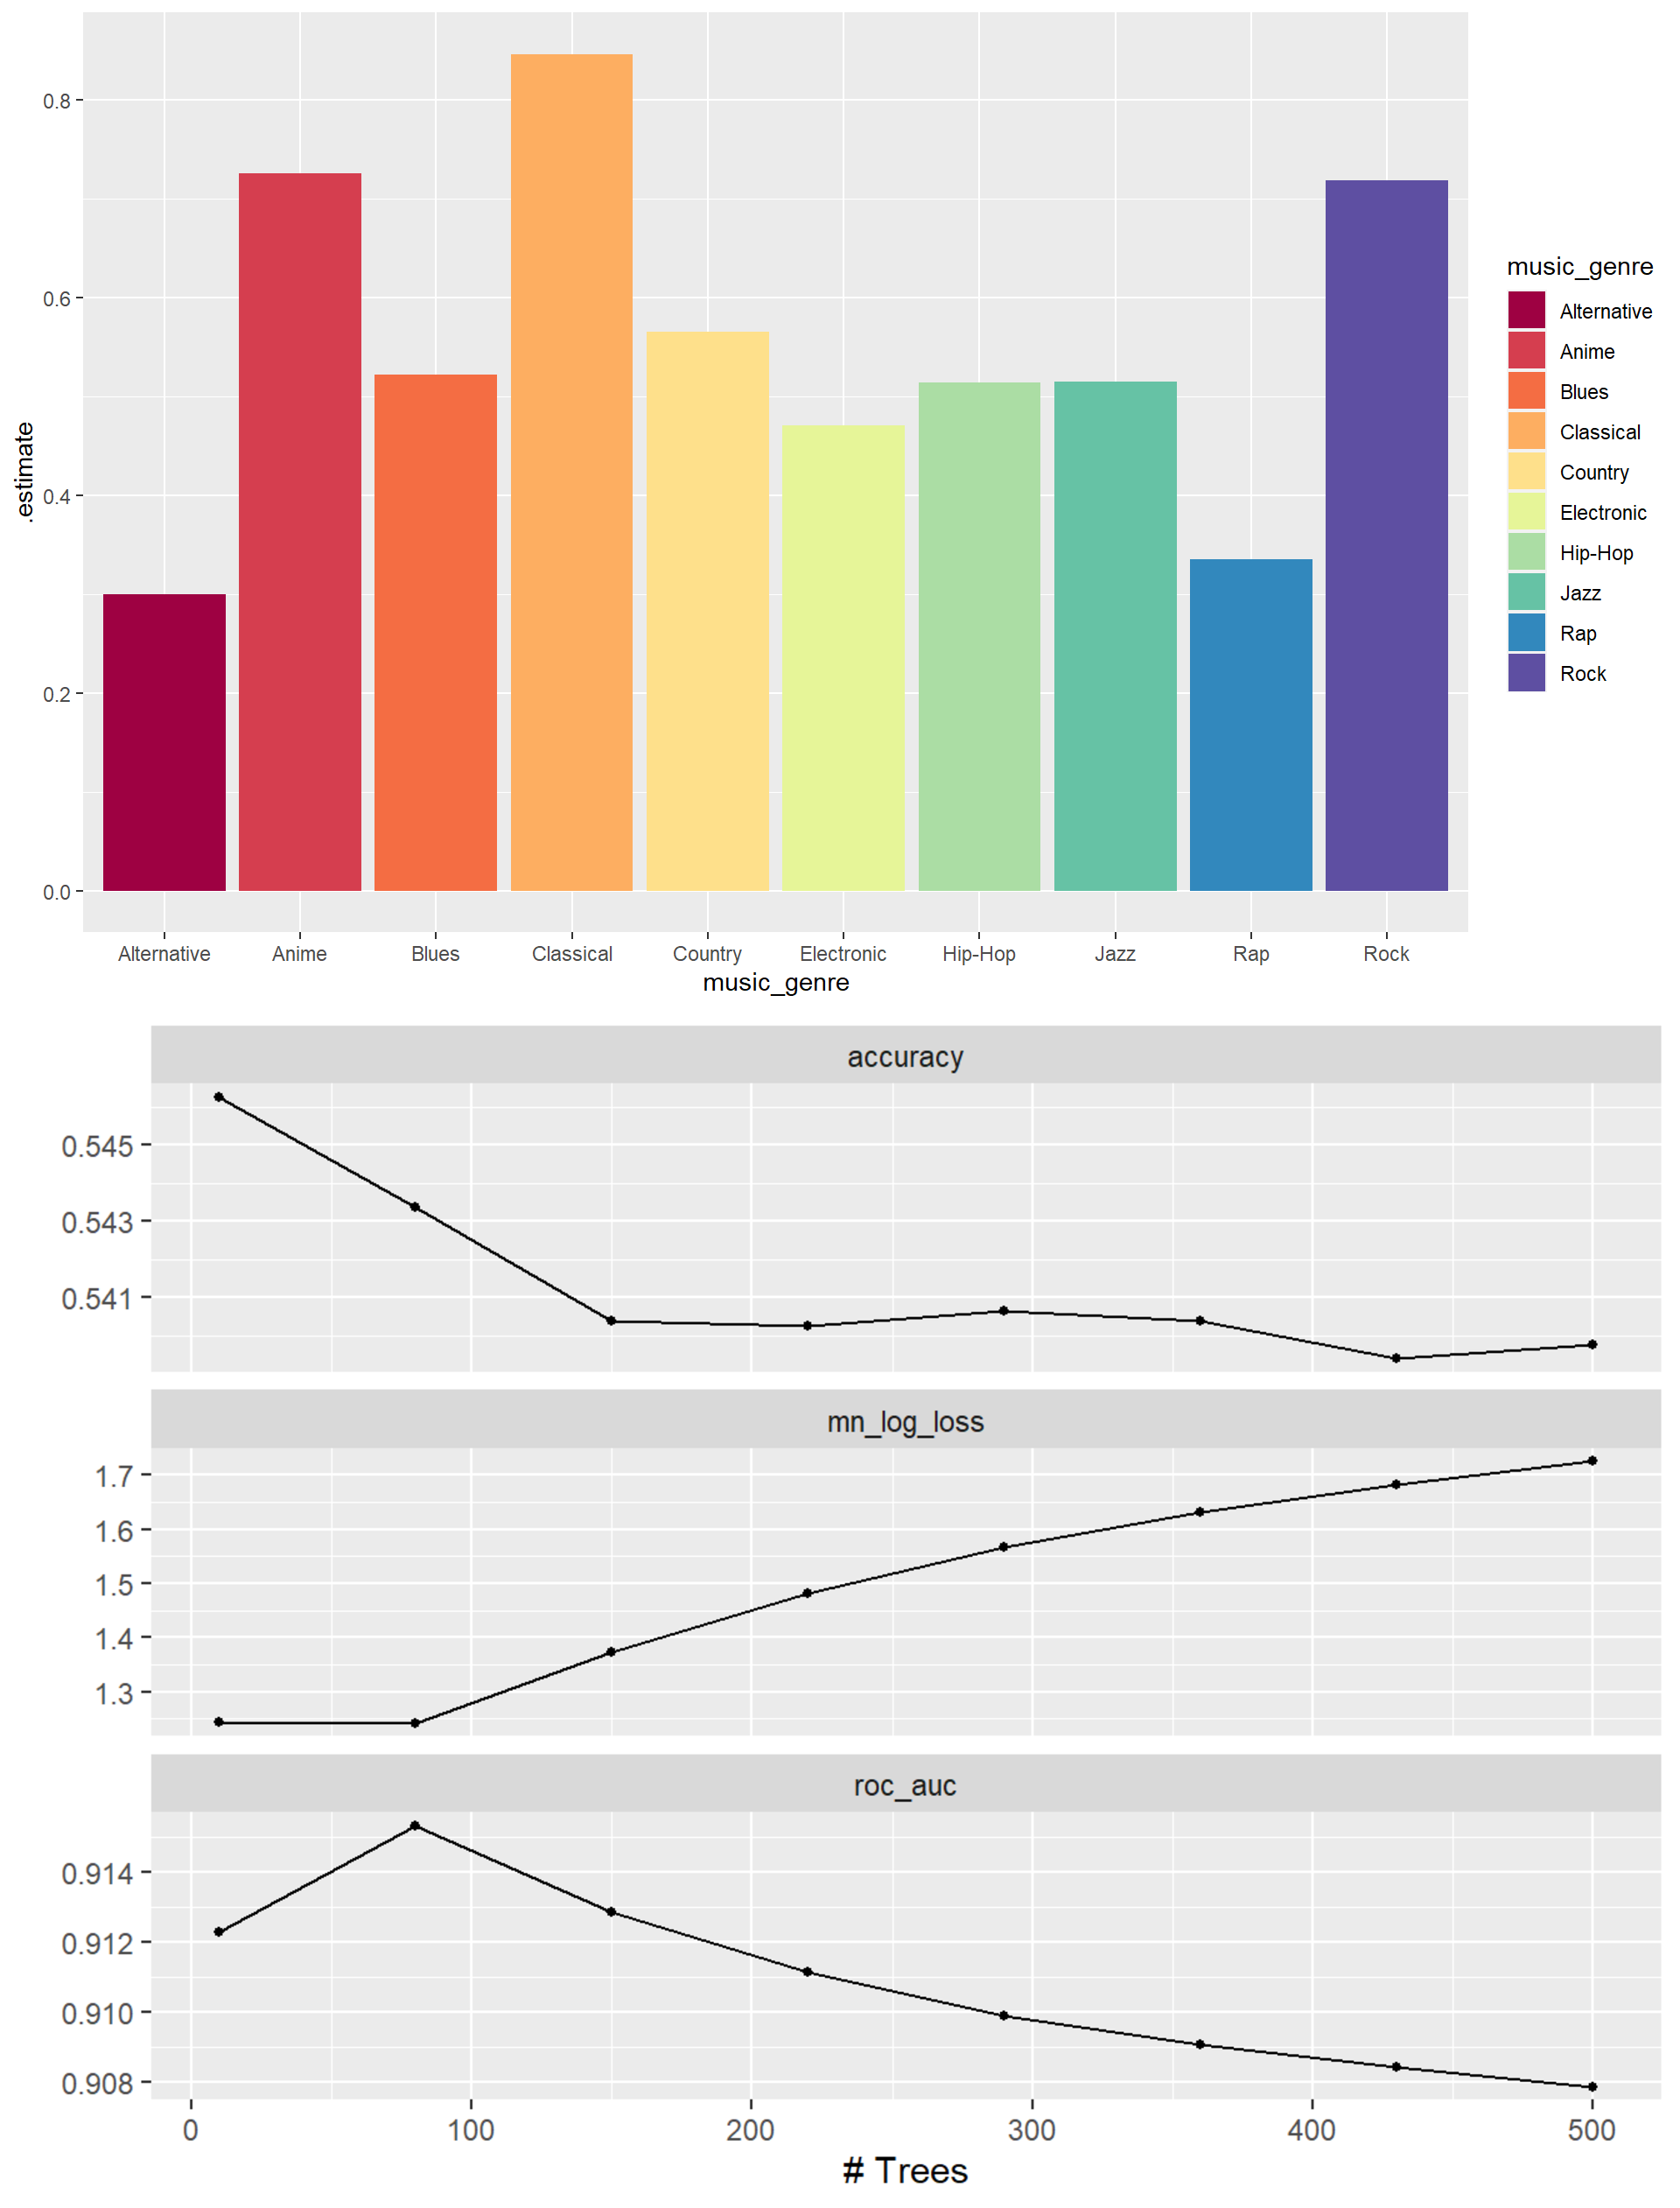 0.8
0.6
0.4
0.2
0.0
.estimate
Alternative Anime Blues Classical Country Electronic Hip-Hop Jazz Rap Rock
music_genre
music_genre
Alternative
Anime
Blues
Classical
Country
Electronic
Hip-Hop
Jazz
Rap
Rock
accuracy
0.545
0.543
0.541
mn_log_loss
1.7
1.6
1.5
1.4
1.3
roc_auc
0.914
0.912
0.910
0.908
0 100 200 300 400 500
# Trees